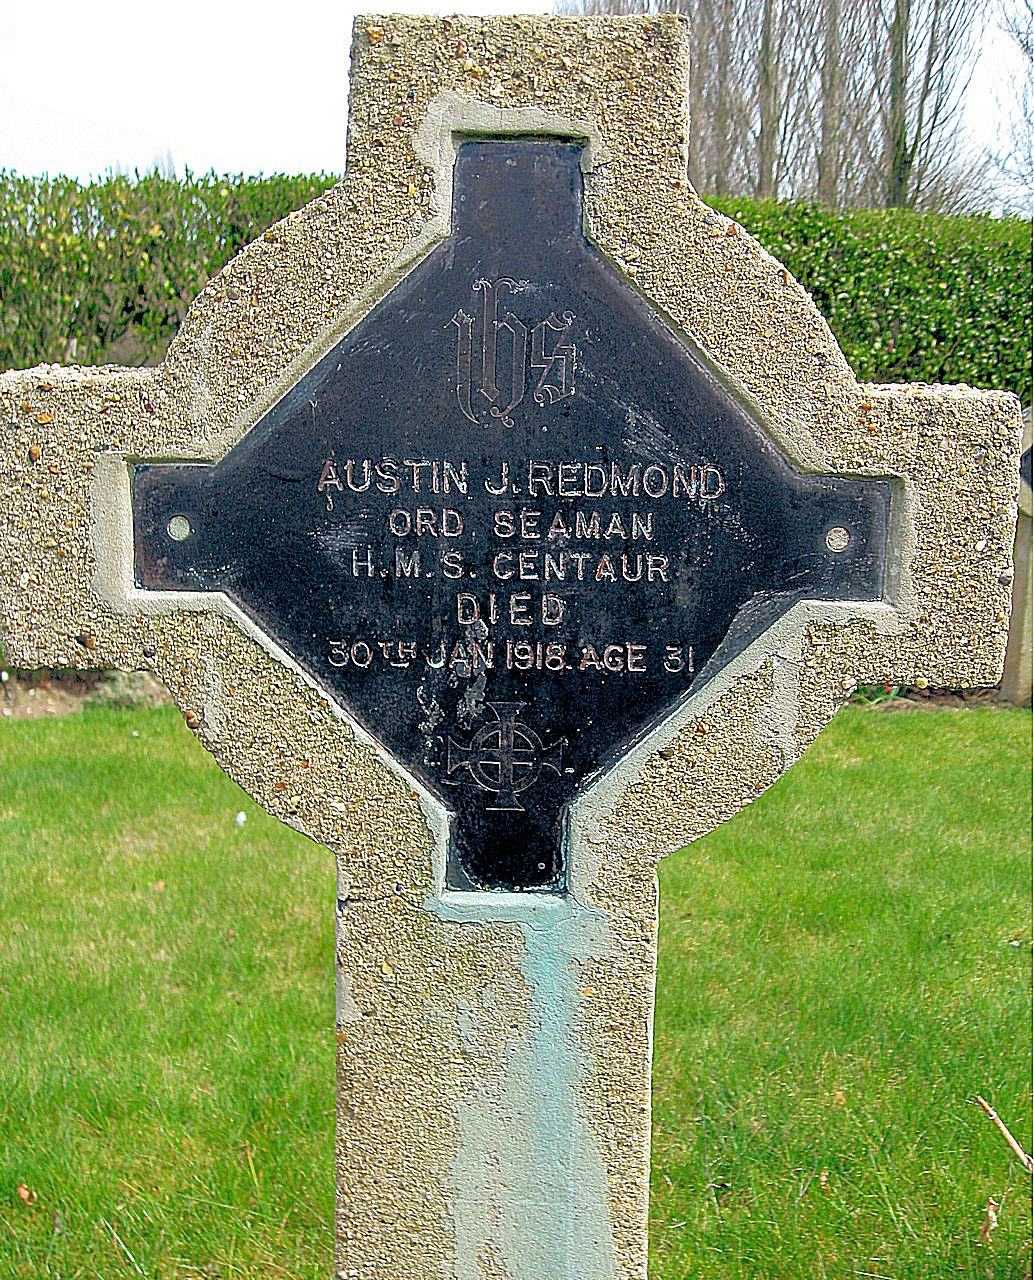 ihs
AUSTIN J. REDMOND
ORD. SEAMAN
H.M.S. CENTAUR
DIED
30TH JAN 1918. AGE 31